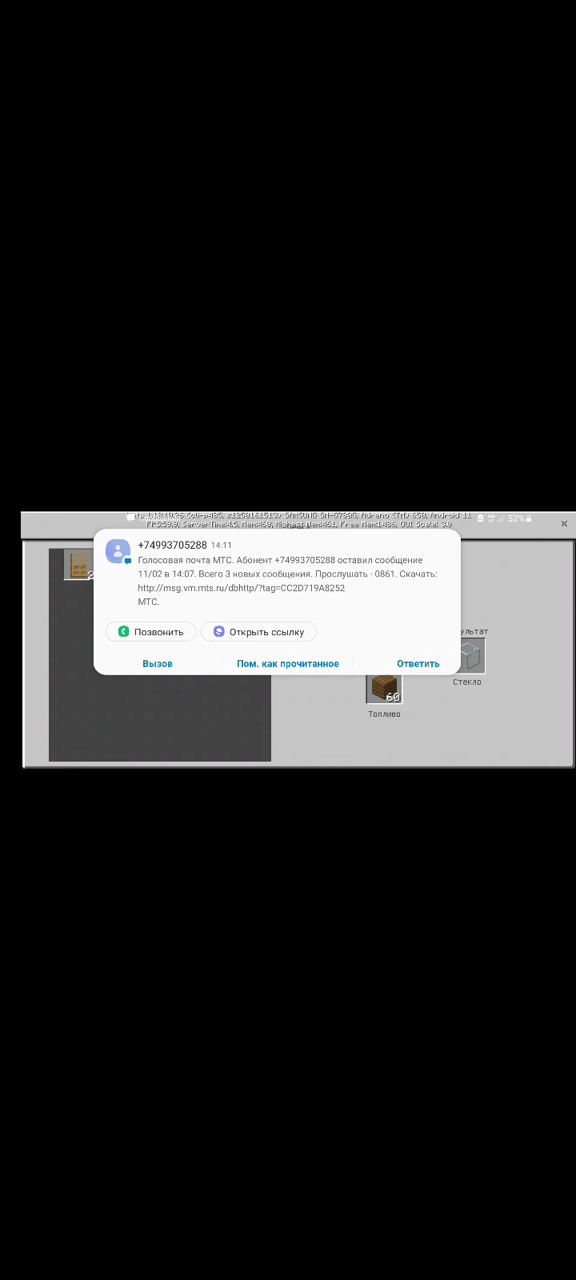 52%
+74993705288 14:11
Голосовая почта МТС. Абонент +74993705288 оставил сообщение
11/02 в 14:07. Всего 3 новых сообщения. Прослушать - 0861. Скачать:
http://msg.vm.mts.ru/dbhttp/?tag=CC2D719A8252
МТС.
Позвонить Открыть ссылку
Вызов Пом. как прочитанное Ответить
Стекло
60
Топливо